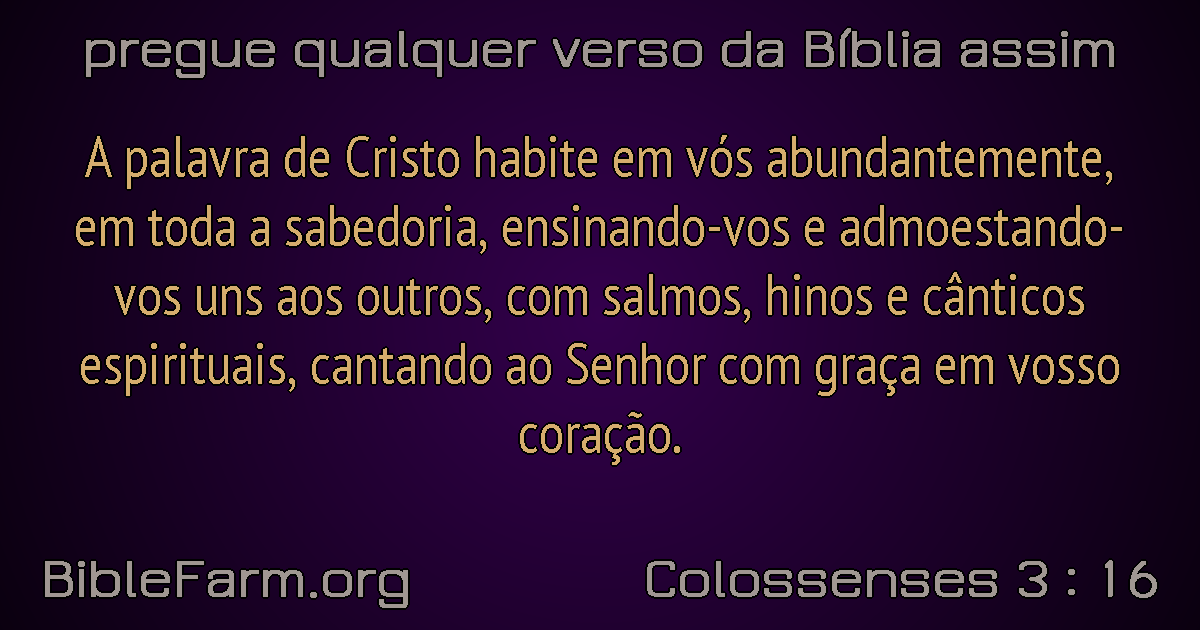 pregue qualquer verso da Bíblia assim
A palavra de Cristo habite em vós abundantemente,
em toda a sabedoria, ensinando-vos e admoestando-
vos uns aos outros, com salmos, hinos e cânticos
espirituais, cantando ao Senhor com graça em vosso
coração.
BibleFarm.org
Colossenses 3 : 16